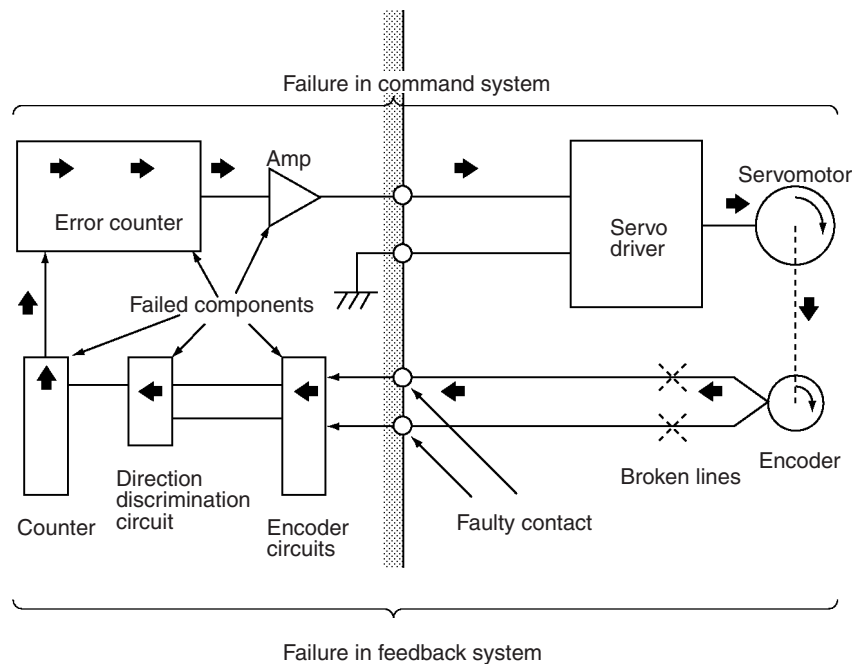 Failure in command system
Amp
Servomotor
Error counter
Servo
driver
Failed components
Direction
discrimination
circuit
Broken lines
Encoder
Counter
Encoder
circuits
Faulty contact
Failure in feedback system